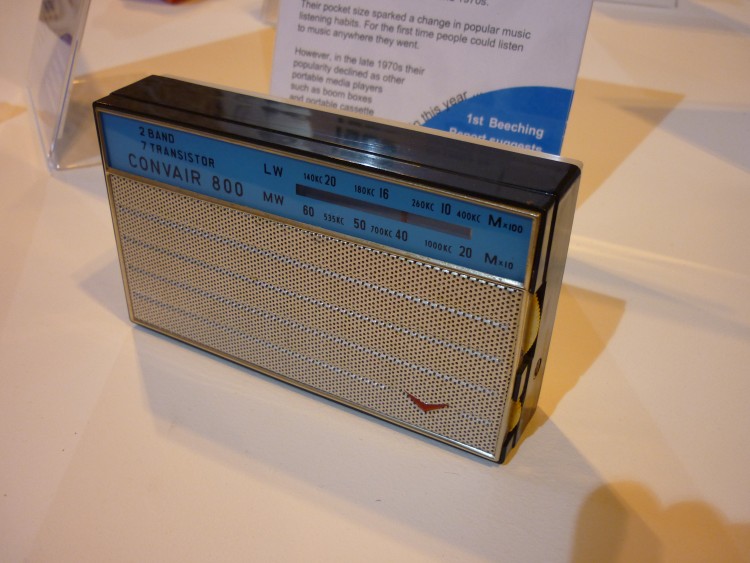 1970s.
Their pocket size sparked a change in popular music
listening habits. For the first time people could listen
to music anywhere they went.
However, in the late 1970s their
popularity declined as other
portable media players
such as boom boxes
and portable cassette
this year
1st Beeching
Report suggests
2 BAND
7 TRANSISTOR
CONVAIR 800
LW 140KC 20 180KC 16 260KC 10 400KC M×100
MW 60 535KC 50 700KC 40 1000KC 20 M×10